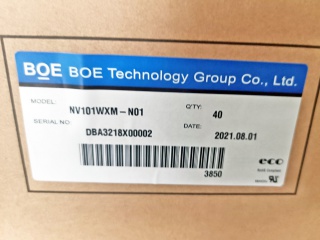 BOE BOE Technology Group Co., Ltd.
MODEL: NV101WXM-N01 Q'TY: 40
SERIAL NO: DBA3218X00002 DATE: 2021.08.01
3850
eco